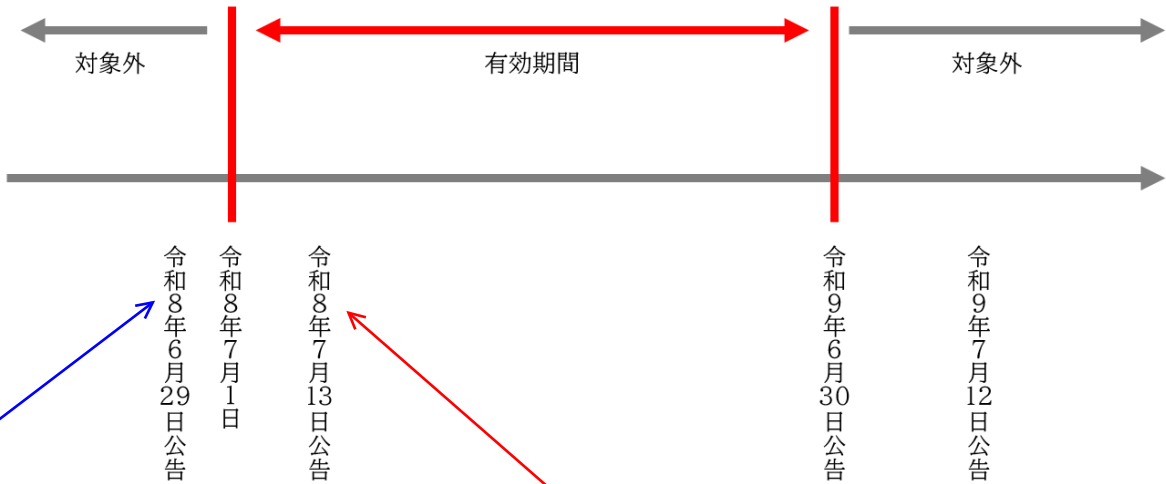 対象外
有効期間
対象外
令和8年6月29日公告
令和8年7月1日
令和8年7月13日公告
令和9年6月30日公告
令和9年7月12日公告